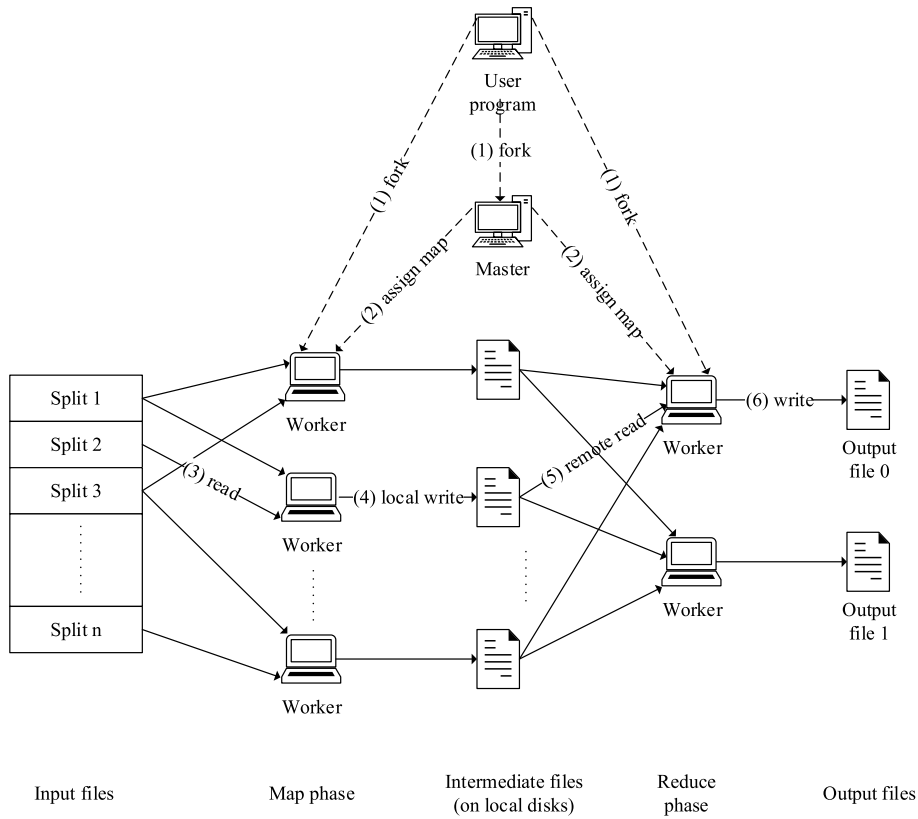 User
program
(1) fork
(1) fork
(1) fork
Master
(2) assign map
(2) assign map
Split 1
Split 2
Split 3
Split n
(3) read
Worker
Worker
Worker
(4) local write
(5) remote read
Worker
Worker
(6) write
Output
file 0
Output
file 1
Input files
Map phase
Intermediate files
(on local disks)
Reduce
phase
Output files